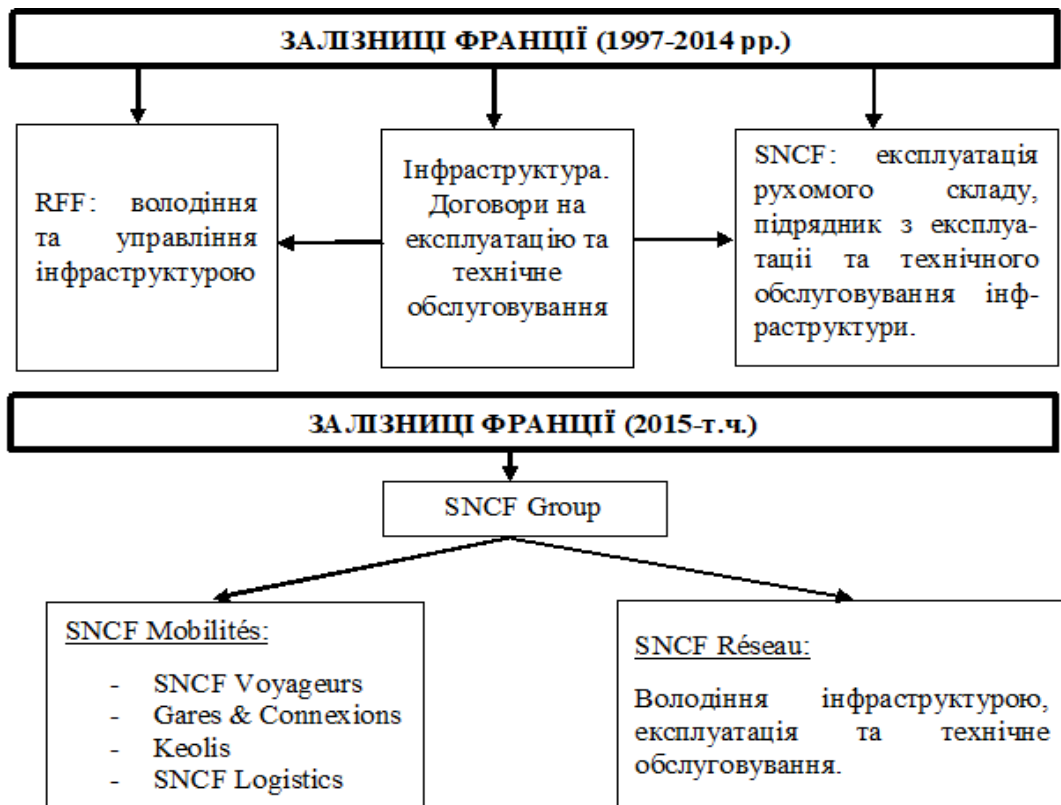 ЗАЛІЗНИЦІ ФРАНЦІЇ (1997-2014 рр.)
RFF: володіння
та управління
інфраструктурою
Інфраструктура.
Договори на
експлуатацію та
технічне
обслуговування
SNCF: експлуатація
рухомого складу,
підрядник з експлуа-
таціі та технічного
обслуговування інф-
раструктури.
ЗАЛІЗНИЦІ ФРАНЦІЇ (2015-т.ч.)
SNCF Group
SNCF Mobilités:
- SNCF Voyageurs
- Gares & Connexions
- Keolis
- SNCF Logistics
SNCF Réseau:
Володіння інфраструктурою,
експлуатація та технічне
обслуговування.